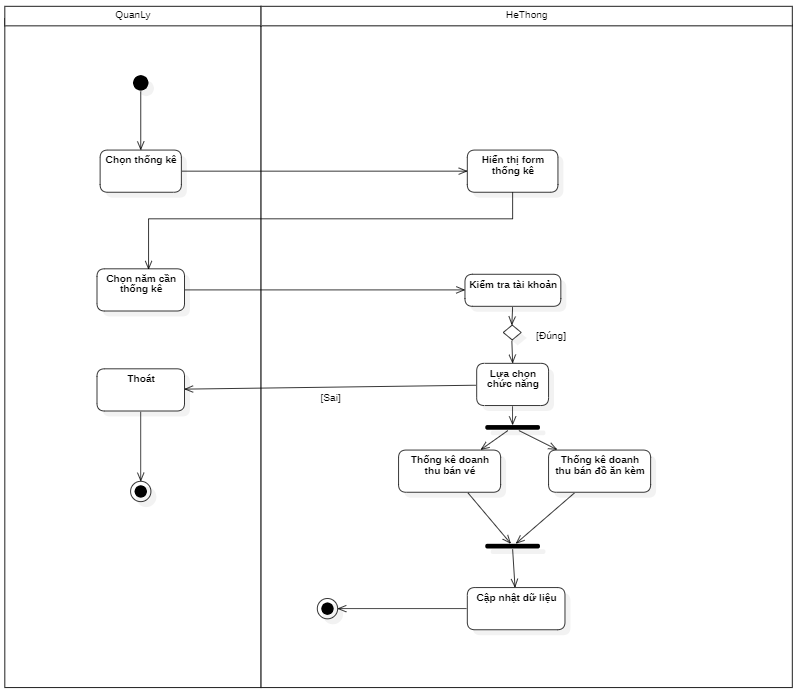 QuanLy
HeThong
Chọn thống kê
Hiển thị form
thống kê
Chọn năm cần
thống kê
Kiểm tra tài khoản
[Đúng]
Lựa chọn
chức năng
Thoát
[Sai]
Thống kê doanh
thu bán vé
Thống kê doanh
thu bán đồ ăn kèm
Cập nhật dữ liệu